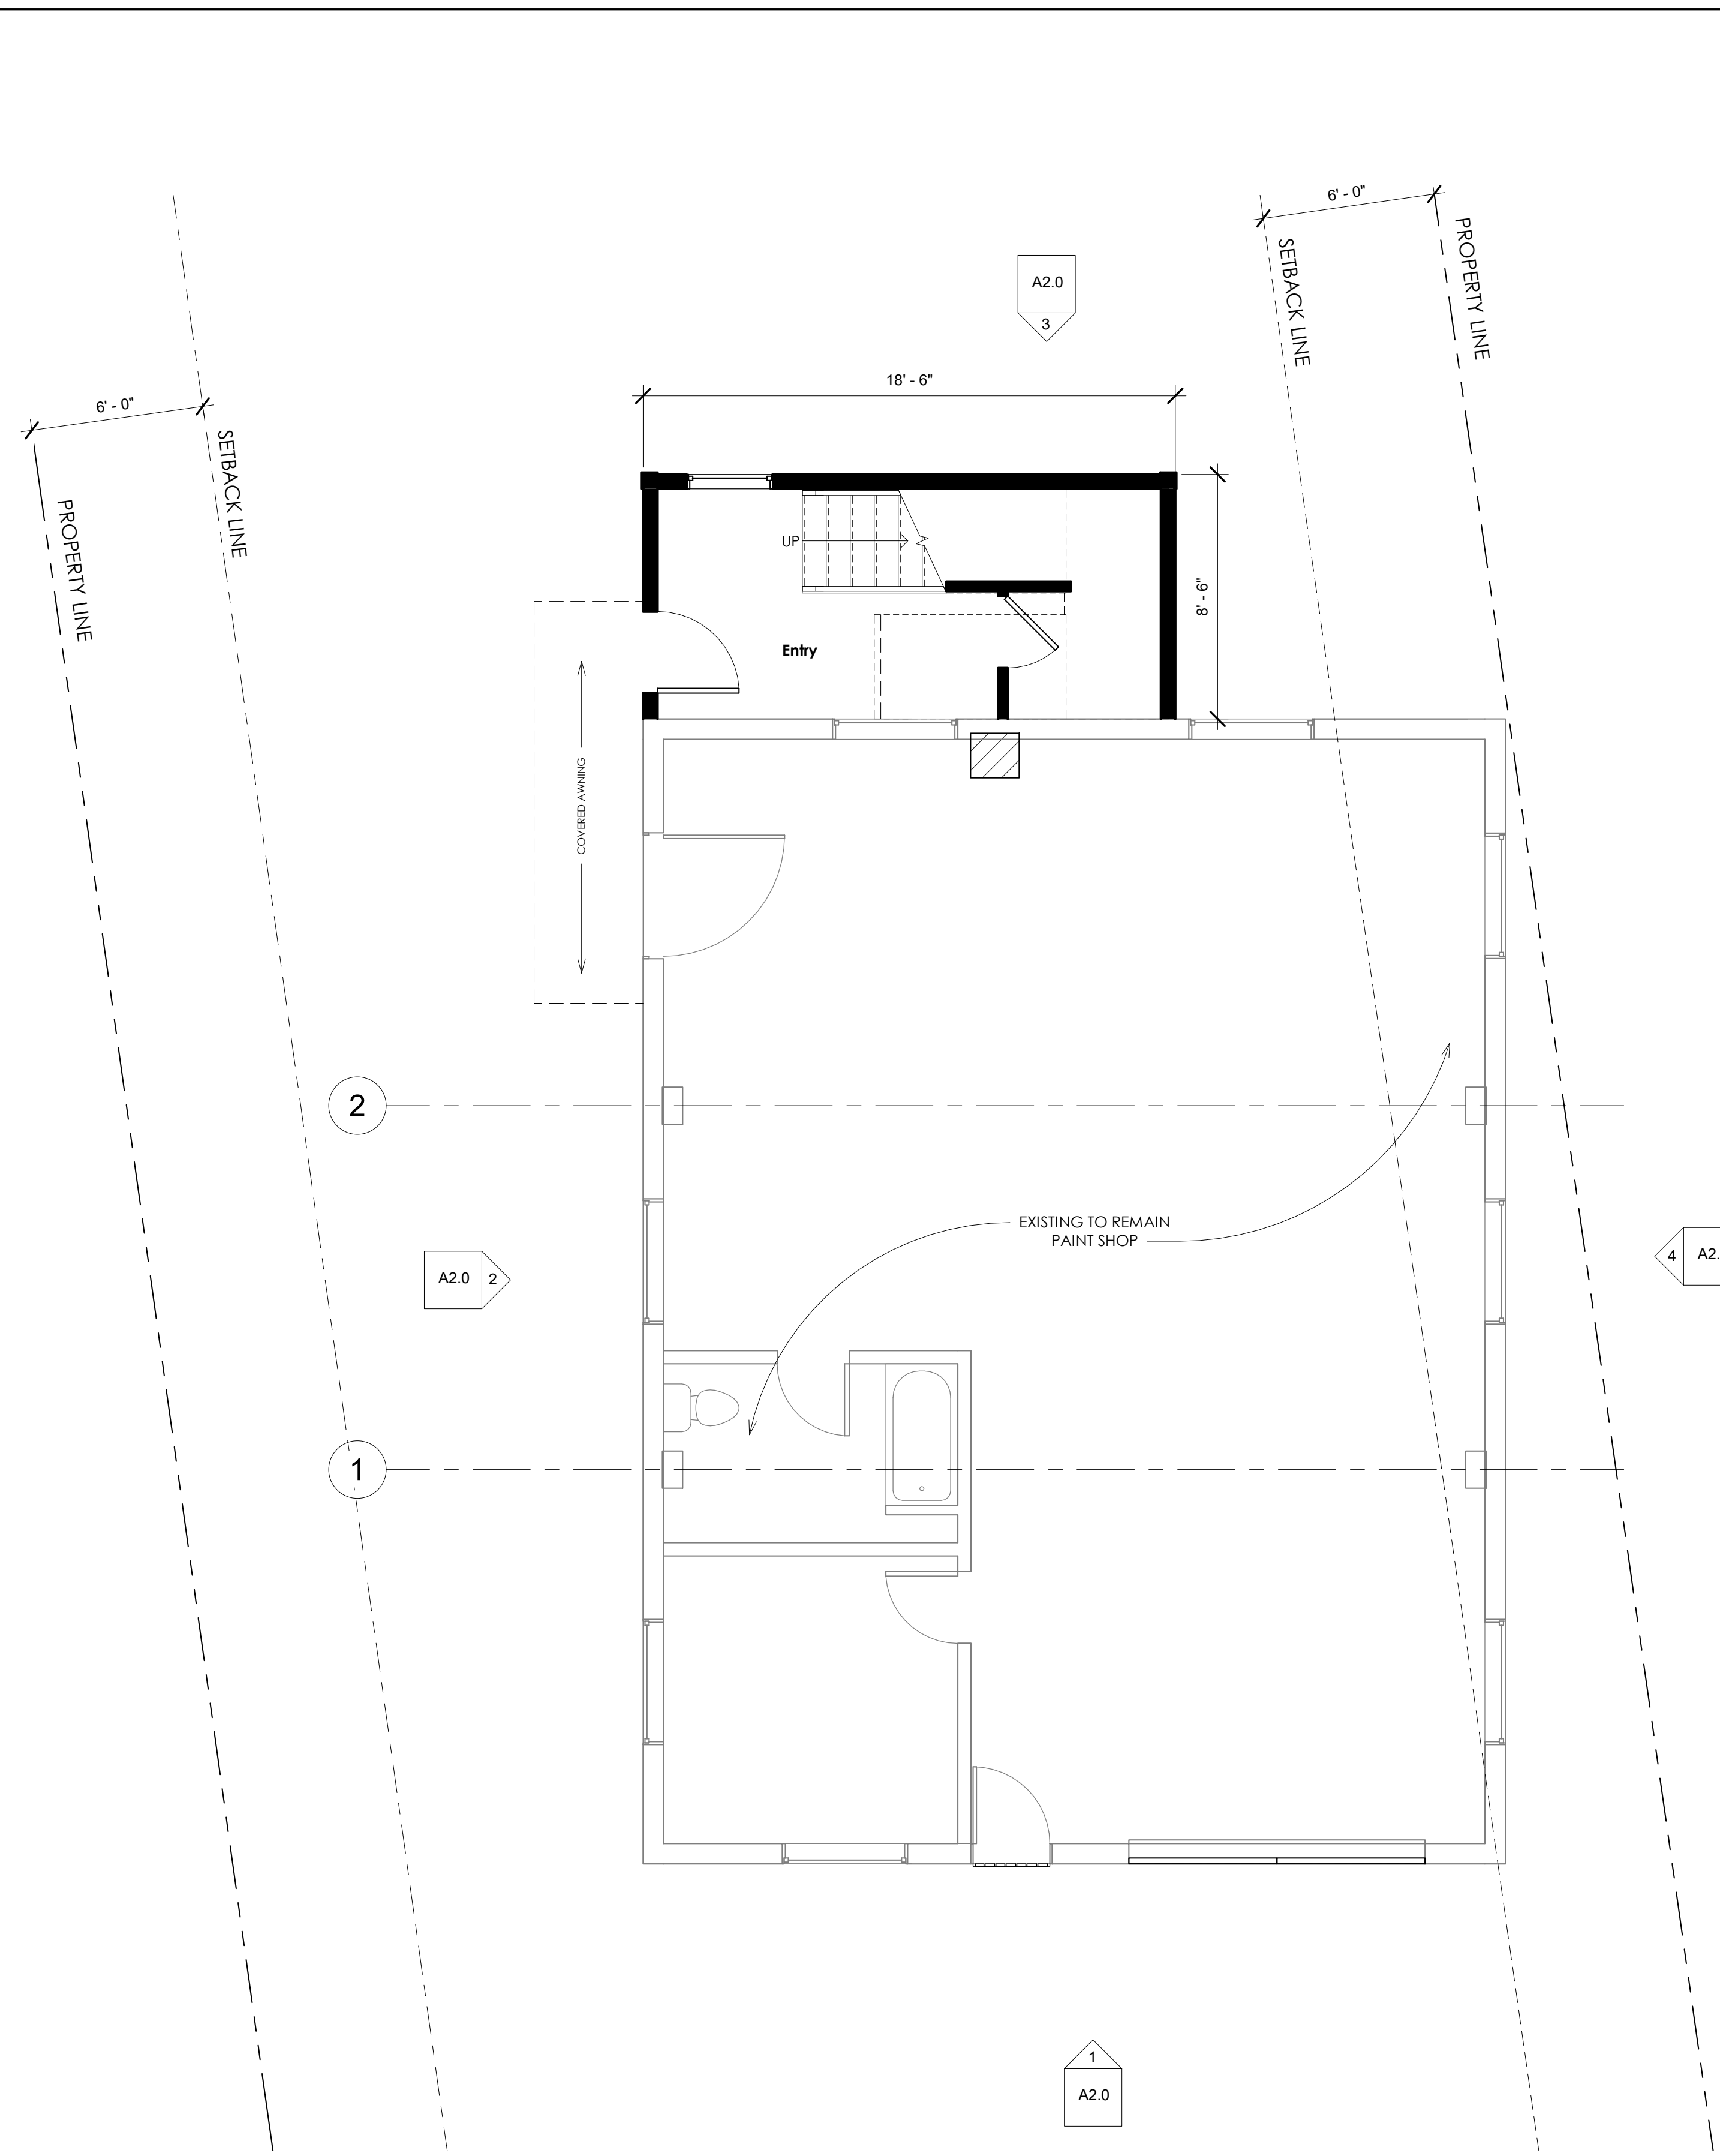 6' - 0"
PROPERTY LINE
SETBACK LINE
A2.0
3
18' - 6"
6' - 0"
SETBACK LINE
PROPERTY LINE
UP
8' - 6"
Entry
COVERED AWNING
2
EXISTING TO REMAIN
PAINT SHOP
A2.0
2
4
A2.
1
1
A2.0